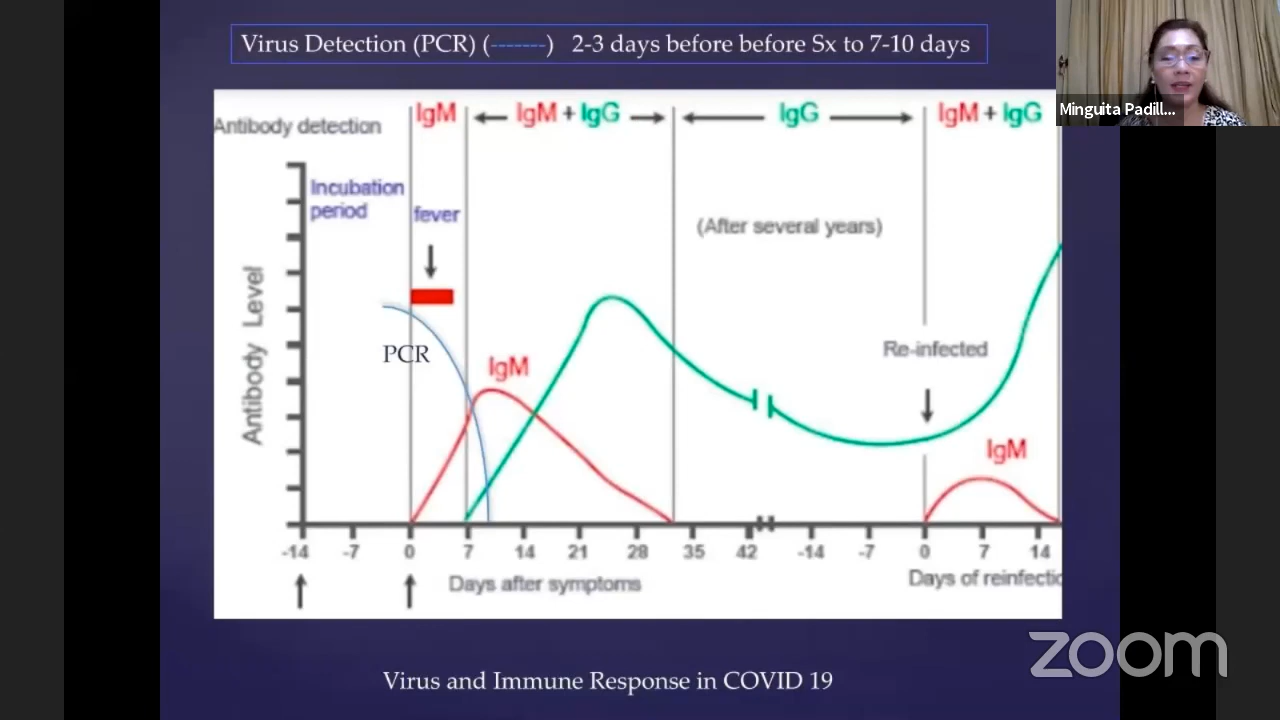 Virus Detection (PCR) (-------) 2-3 days before before Sx to 7-10 days
Minguita Padill...
Antibody detection
IgM
IgM + IgG
IgG
IgM + IgG
Incubation
period
fever
(After several years)
Antibody Level
PCR
IgM
Re-infected
IgM
-14 -7 0 7 14 21 28 35 42 -14 -7 0 7 14
Days after symptoms
Days of reinfectio
zoom
Virus and Immune Response in COVID 19